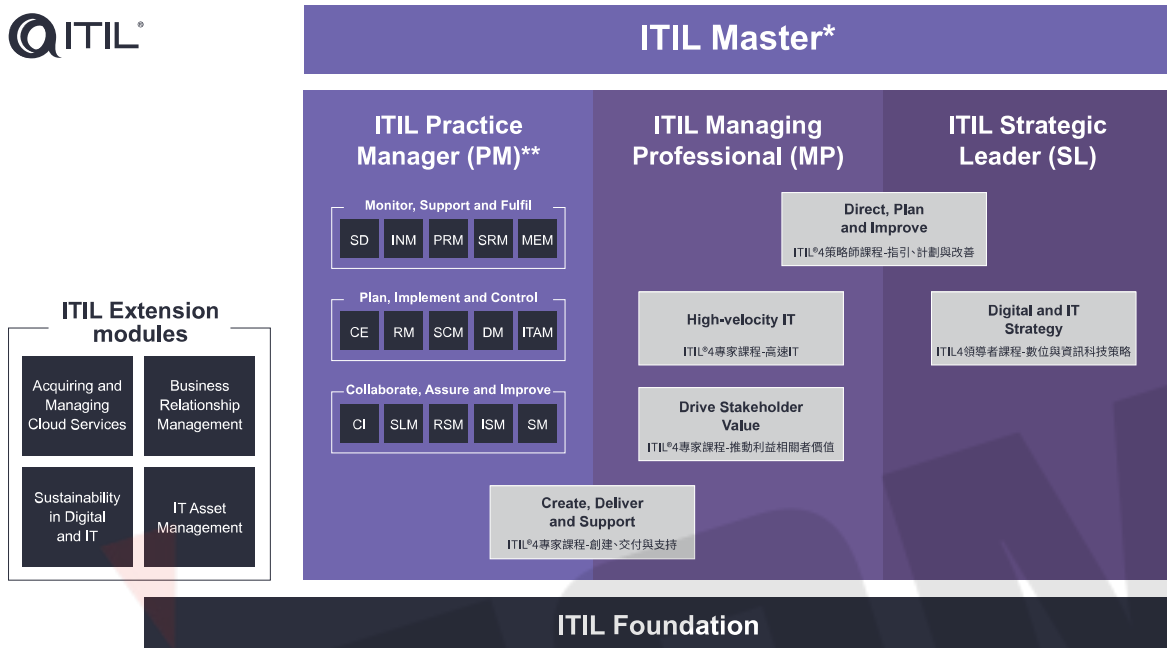 ITIL®
ITIL Master*
ITIL Practice
Manager (PM)**
Monitor, Support and Fulfil
SD INM PRM SRM MEM
Plan, Implement and Control
CE RM SCM DM ITAM
Collaborate, Assure and Improve
CI SLM RSM ISM SM
ITIL Managing
Professional (MP)
ITIL Strategic
Leader (SL)
Direct, Plan
and Improve
ITIL®4策略師課程-指引、計劃與改善
High-velocity IT
ITIL®4專家課程-高速IT
Digital and IT
Strategy
ITIL4領導者課程-數位與資訊科技策略
Drive Stakeholder
Value
ITIL®4專家課程-推動利益相關者價值
Create, Deliver
and Support
ITIL®4專家課程-創建、交付與支持
ITIL Extension
modules
Acquiring and
Managing
Cloud Services
Business
Relationship
Management
Sustainability
in Digital
and IT
IT Asset
Management
ITIL Foundation